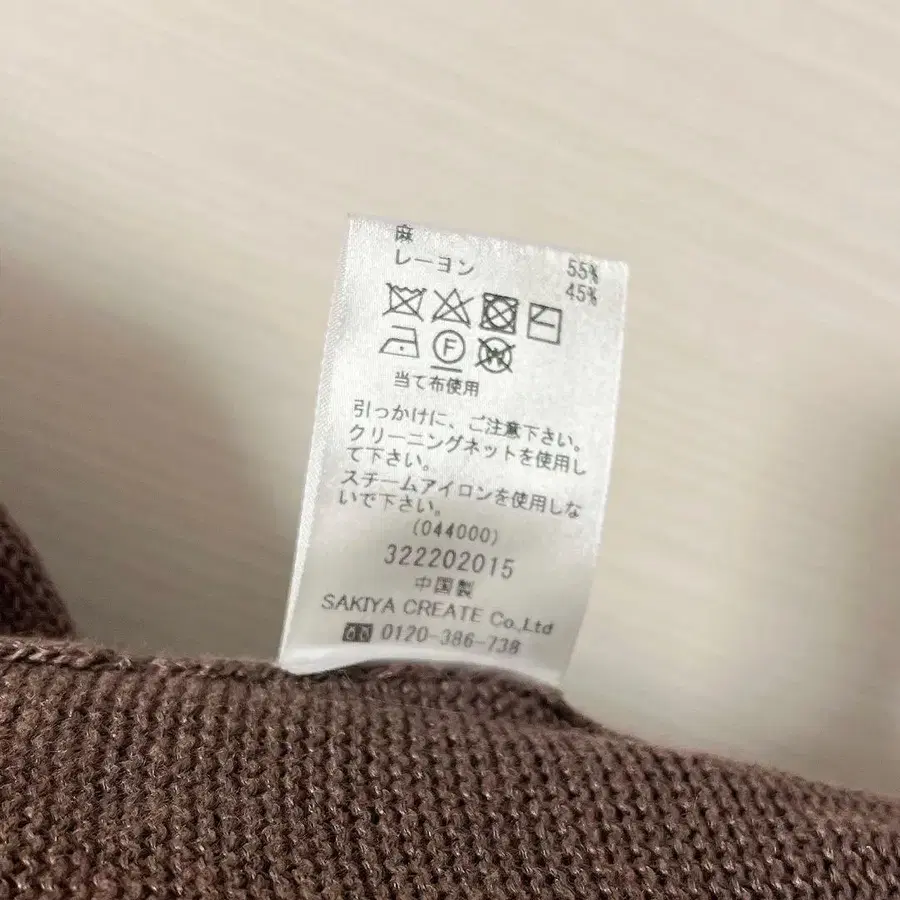 麻 55%
レーヨン 45%
F W
当て布使用
引っかけに、ご注意下さい。
クリーニングネットを使用し
て下さい。
スチームアイロンを使用しな
いで下さい。
(044000)
322202015
中国製
SAKIYA CREATE Co,Ltd
0120-386-738